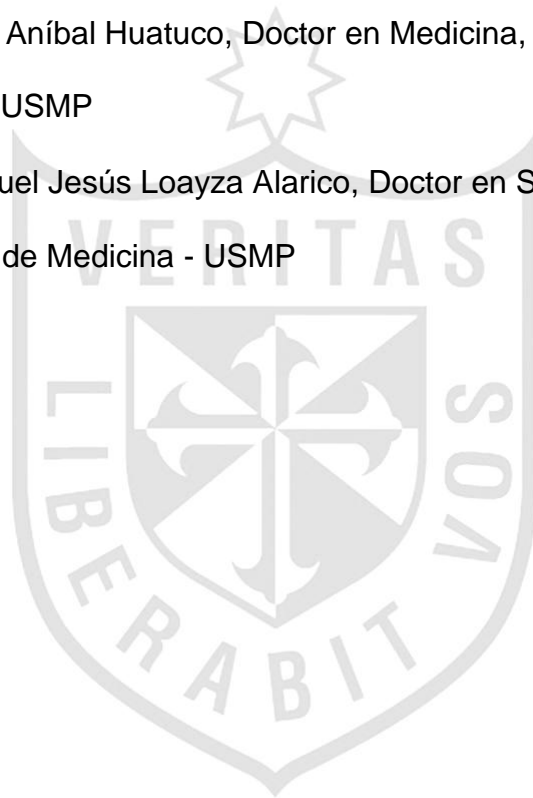 Aníbal Huatuco, Doctor en Medicina,
USMP
uel Jesús Loayza Alarico, Doctor en S
de Medicina - USMP
VERITAS
LIBERABIT
VOS